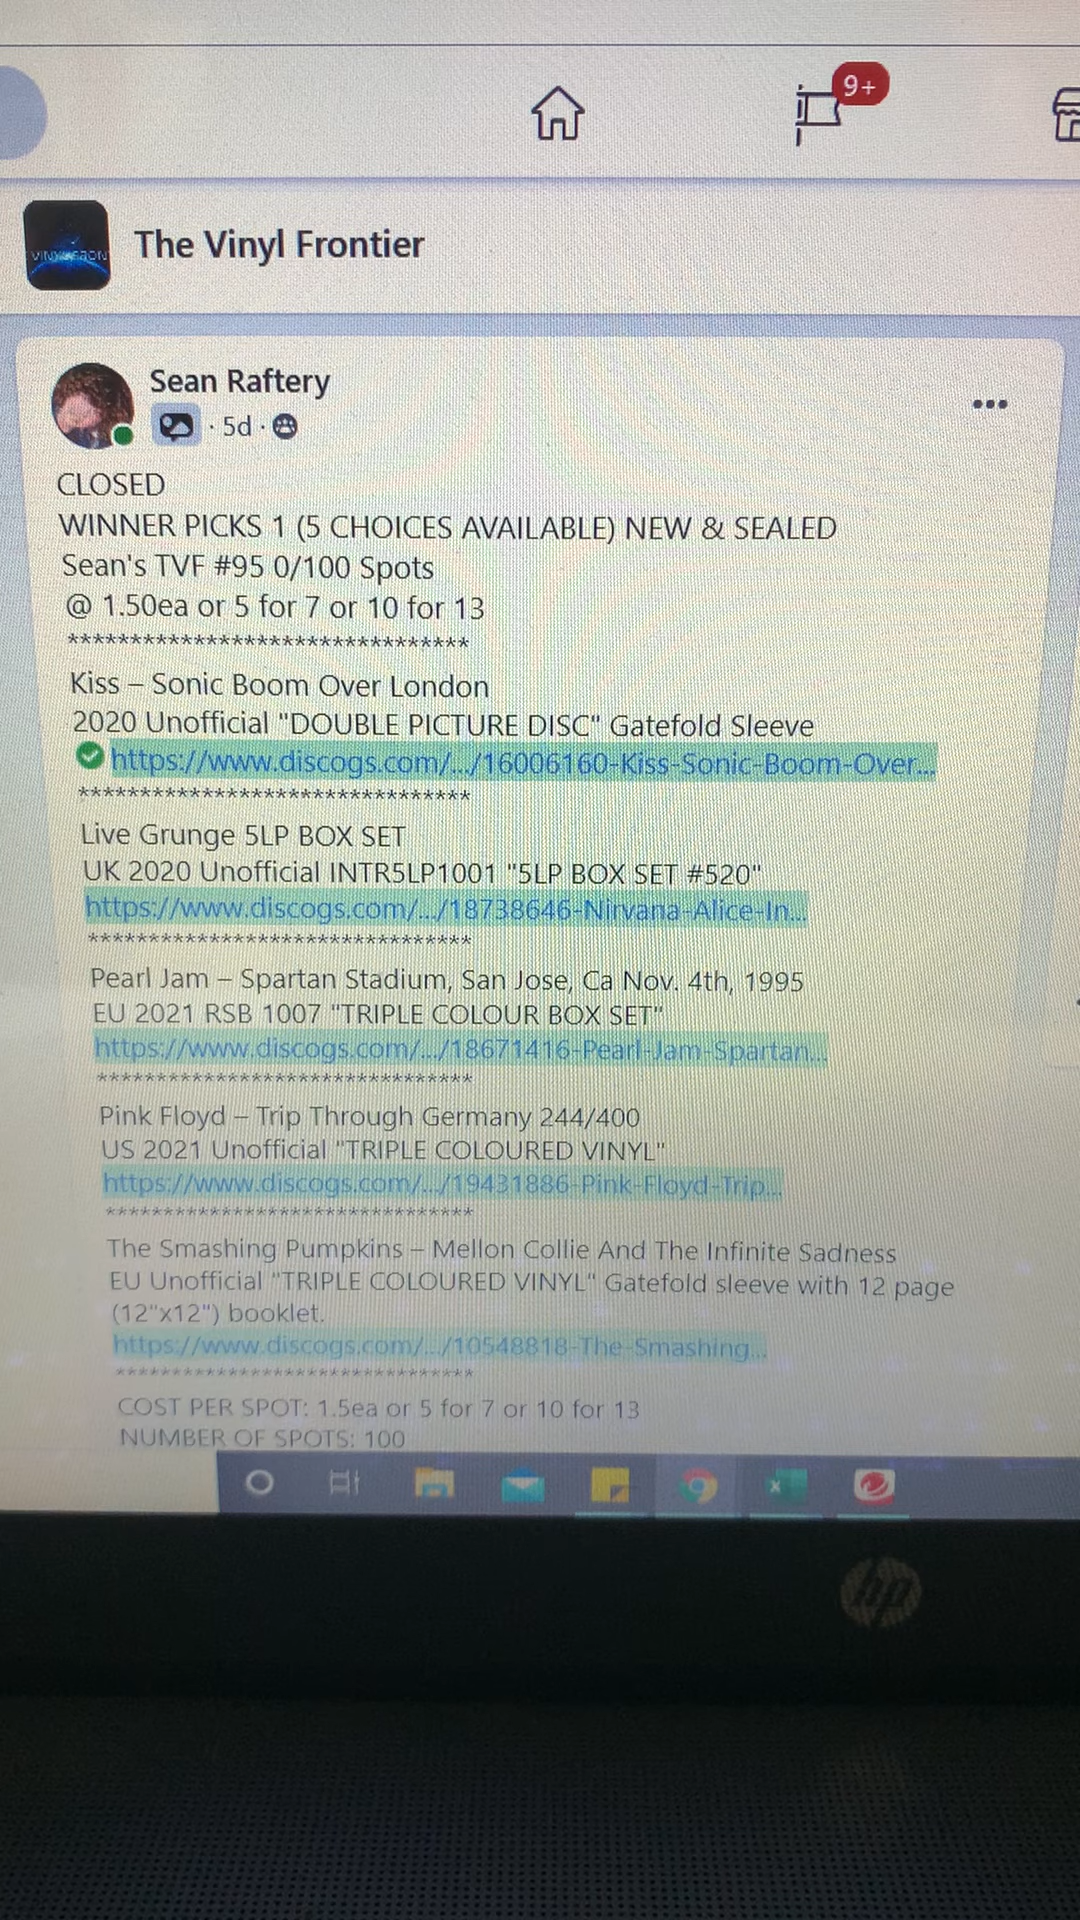 9+
The Vinyl Frontier
Sean Raftery
· 5d ·
CLOSED
WINNER PICKS 1 (5 CHOICES AVAILABLE) NEW & SEALED
Sean's TVF #95 0/100 Spots
@ 1.50ea or 5 for 7 or 10 for 13
********************************
Kiss – Sonic Boom Over London
2020 Unofficial "DOUBLE PICTURE DISC" Gatefold Sleeve
https://www.discogs.com/.../16006160-Kiss-Sonic-Boom-Over...
********************************
Live Grunge 5LP BOX SET
UK 2020 Unofficial INTR5LP1001 "5LP BOX SET #520"
https://www.discogs.com/.../18738646-Nirvana-Alice-In...
********************************
Pearl Jam – Spartan Stadium, San Jose, Ca Nov. 4th, 1995
EU 2021 RSB 1007 "TRIPLE COLOUR BOX SET"
https://www.discogs.com/.../18671416-Pearl-Jam-Spartan...
********************************
Pink Floyd – Trip Through Germany 244/400
US 2021 Unofficial "TRIPLE COLOURED VINYL"
https://www.discogs.com/.../19431886-Pink-Floyd-Trip...
********************************
The Smashing Pumpkins – Mellon Collie And The Infinite Sadness
EU Unofficial "TRIPLE COLOURED VINYL" Gatefold sleeve with 12 page
(12"x12") booklet.
https://www.discogs.com/.../10548818-The-Smashing...
********************************
COST PER SPOT: 1.5ea or 5 for 7 or 10 for 13
NUMBER OF SPOTS: 100
hp